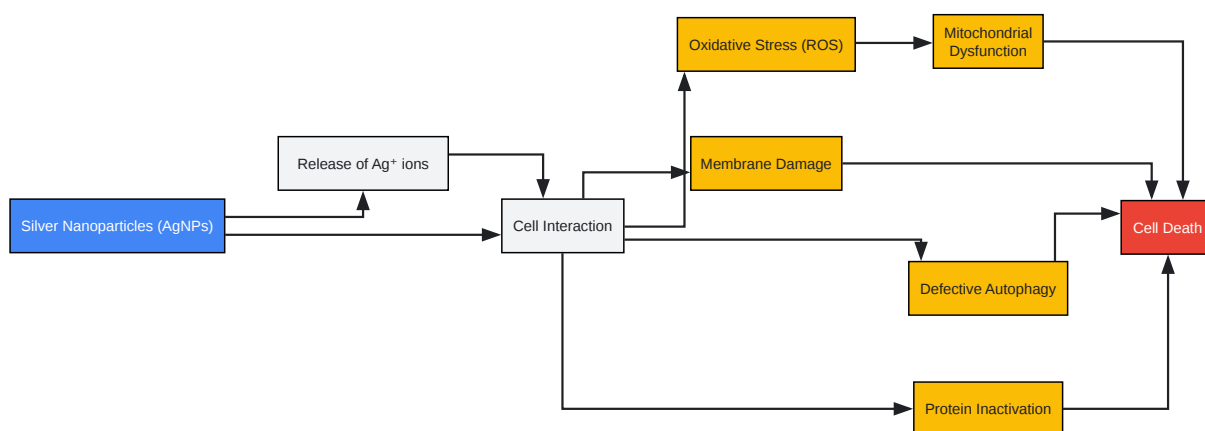 Oxidative Stress (ROS)
Mitochondrial
Dysfunction
Release of Ag⁺ ions
Membrane Damage
Silver Nanoparticles (AgNPs)
Cell Interaction
Cell Death
Defective Autophagy
Protein Inactivation